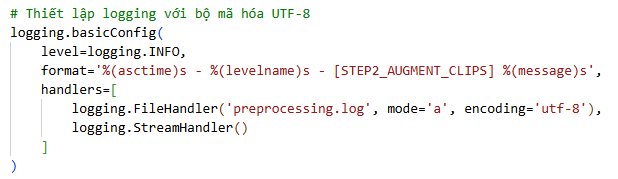 # Thiết lập logging với bộ mã hóa UTF-8
logging.basicConfig(
    level=logging.INFO,
    format='%(asctime)s - %(levelname)s - [STEP2_AUGMENT_CLIPS] %(message)s',
    handlers=[
        logging.FileHandler('preprocessing.log', mode='a', encoding='utf-8'),
        logging.StreamHandler()
    ]
)